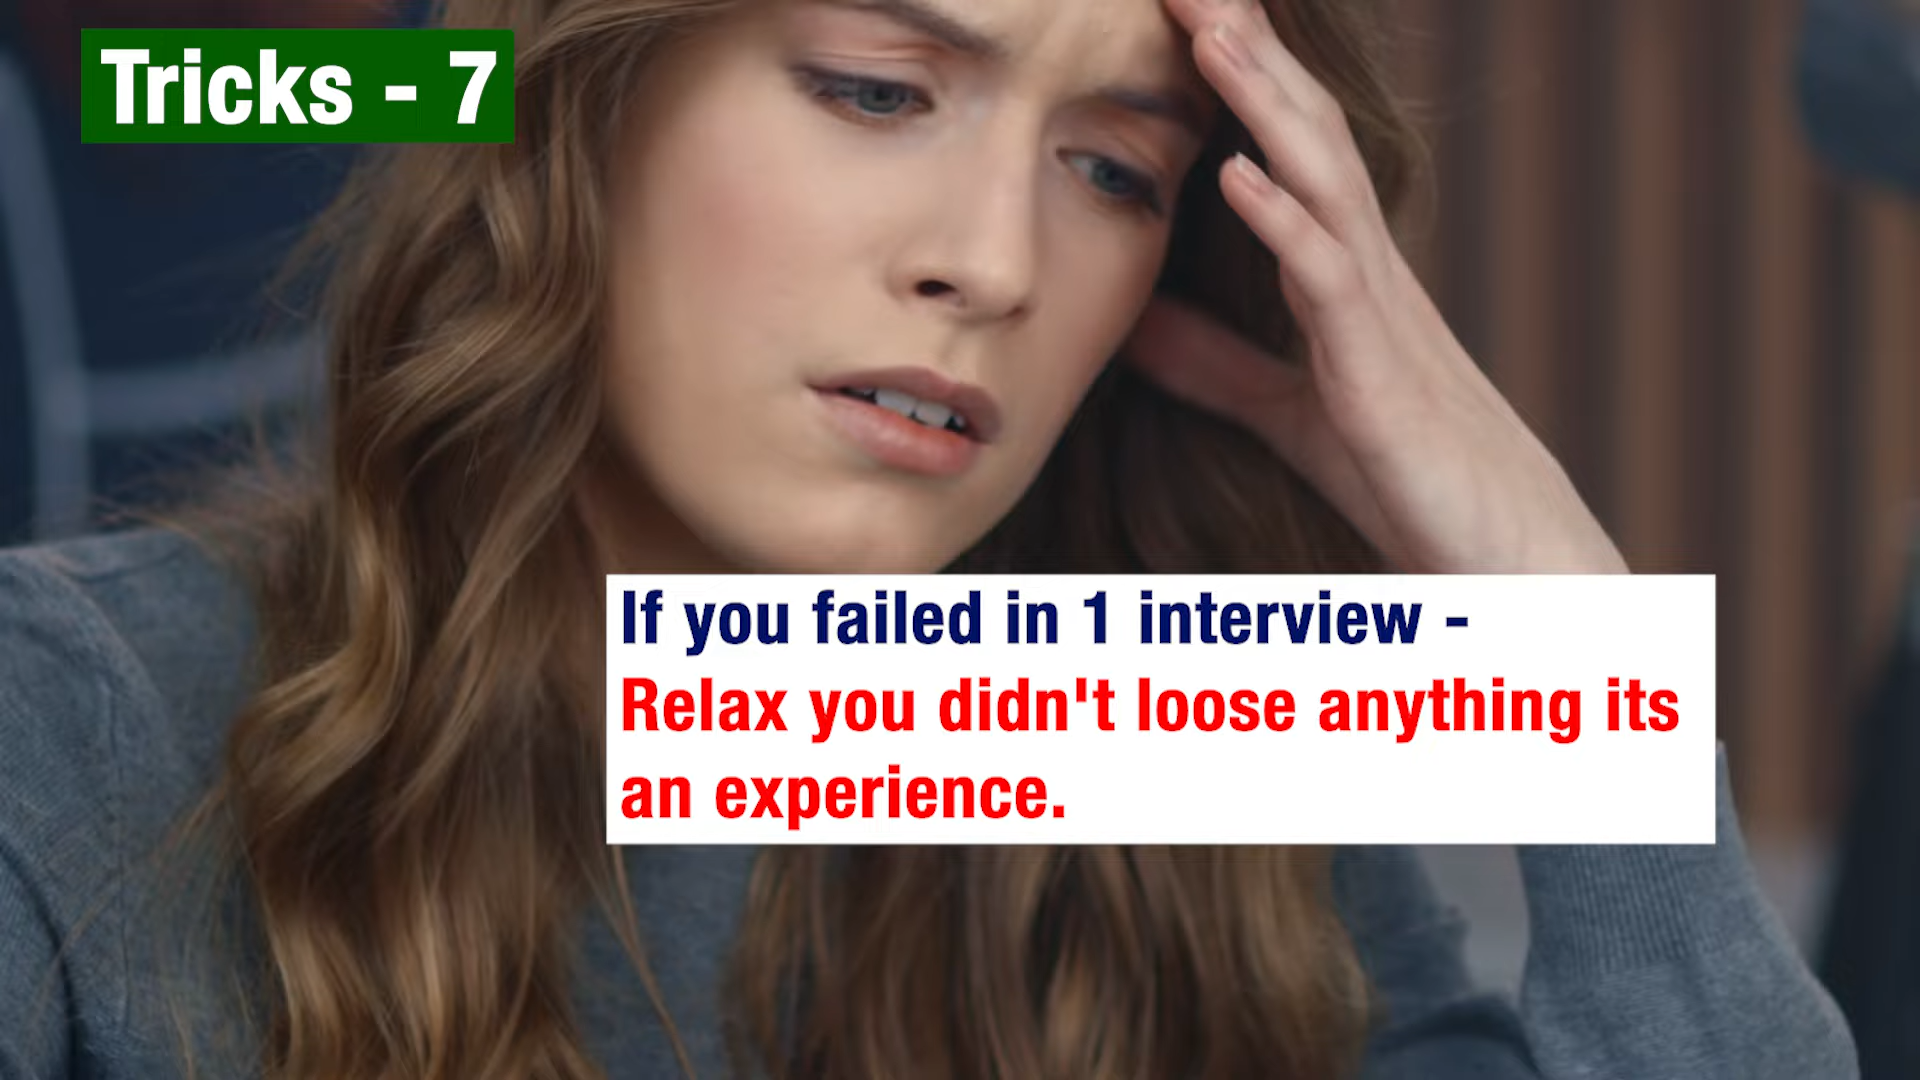 Tricks - 7
If you failed in 1 interview -
Relax you didn't loose anything its
an experience.